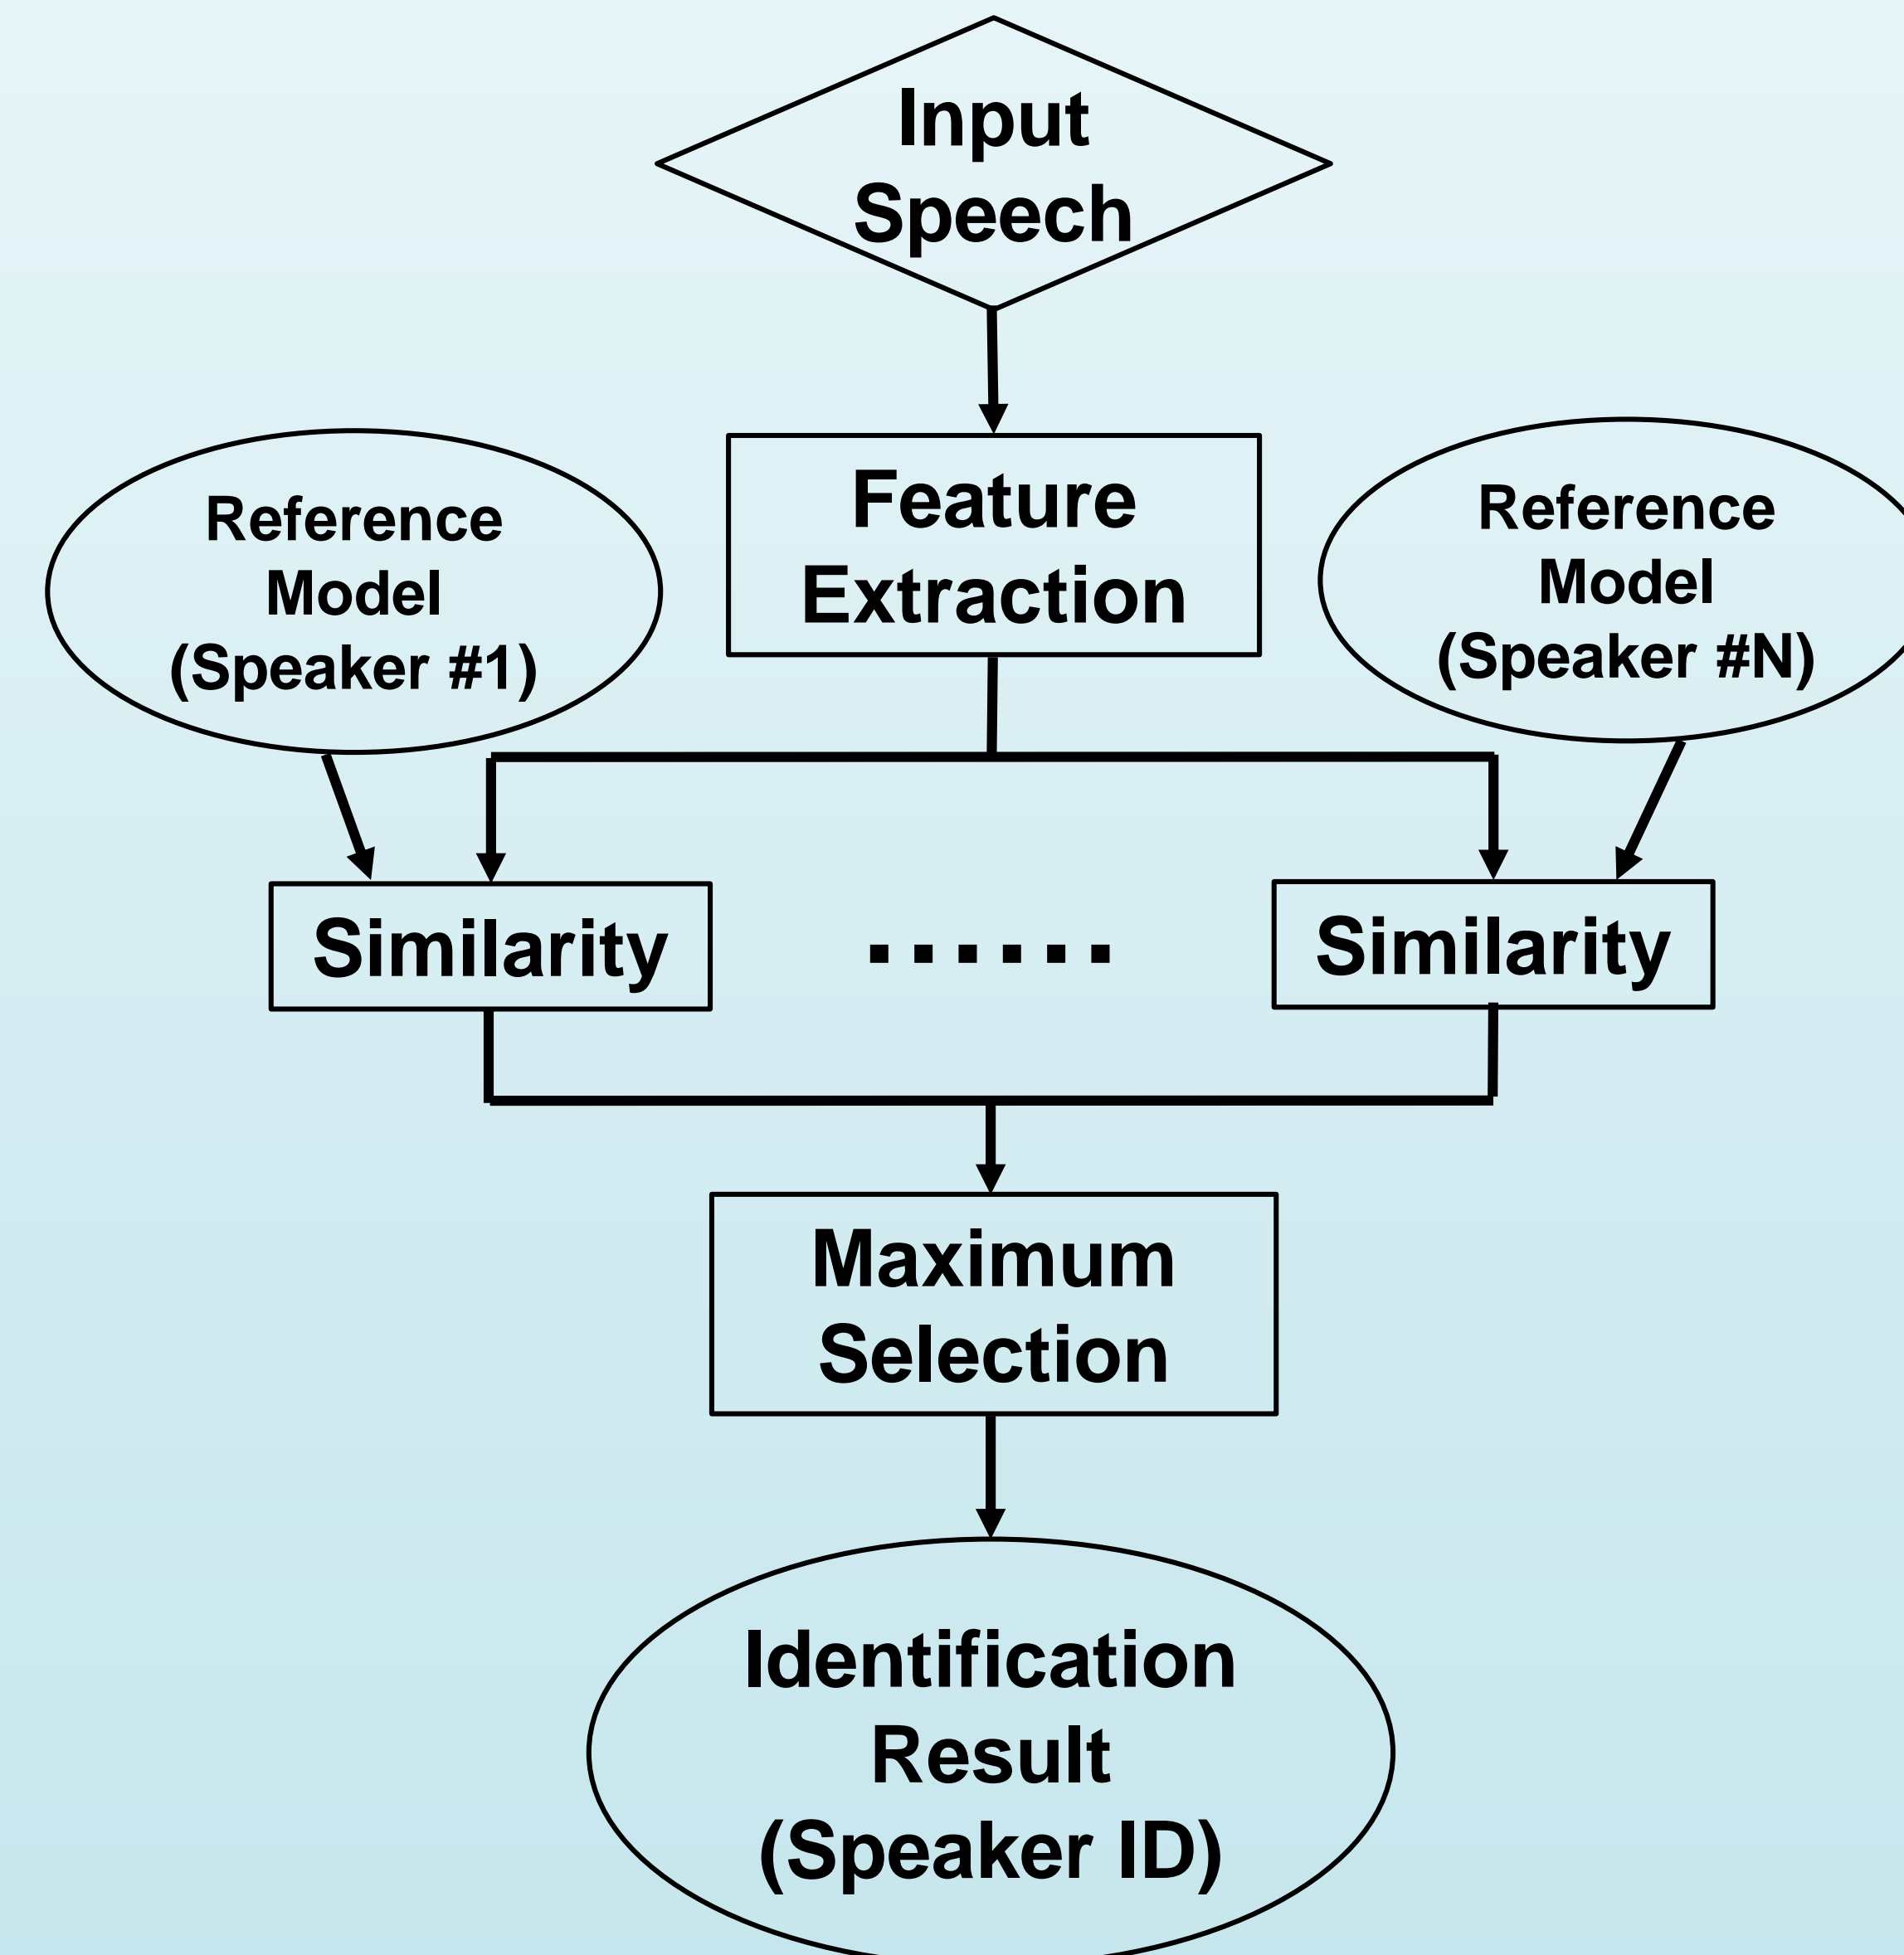 Input
Speech
Feature
Extraction
Reference
Model
(Speaker #1)
Reference
Model
(Speaker #N)
Similarity
......
Similarity
Maximum
Selection
Identification
Result
(Speaker ID)